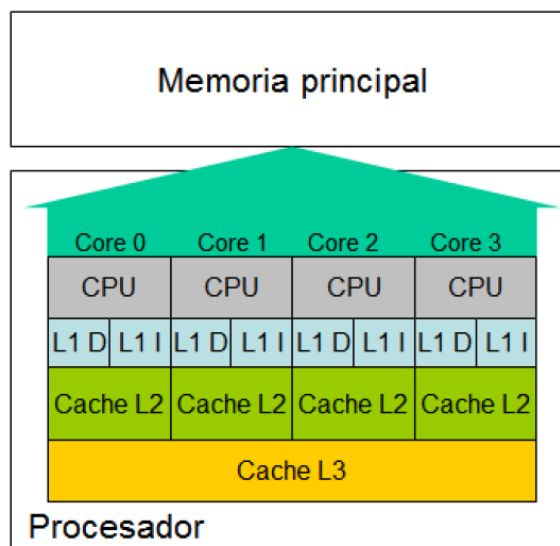 Memoria principal
Core 0 Core 1 Core 2 Core 3
CPU CPU CPU CPU
L1 D L1 I L1 D L1 I L1 D L1 I L1 D L1 I
Cache L2 Cache L2 Cache L2 Cache L2
Cache L3
Procesador